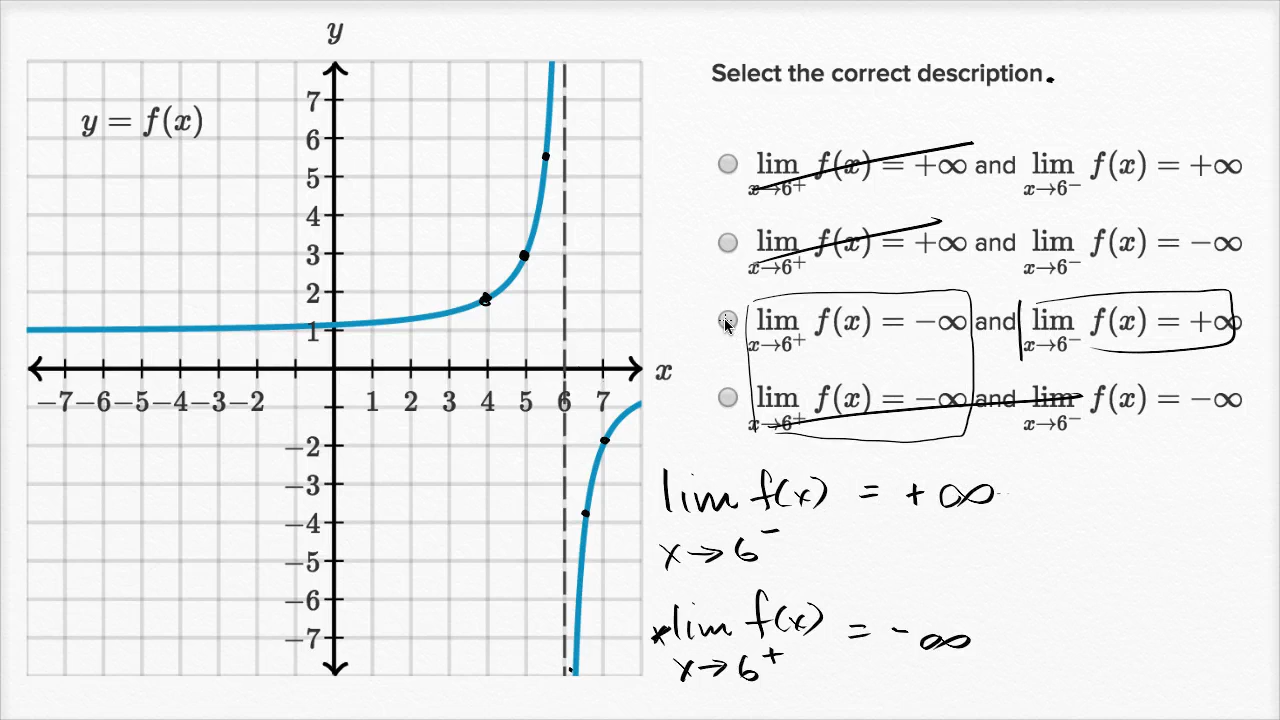 y
y = f(x)
7
6
5
4
3
2
1
-7 -6 -5 -4 -3 -2 1 2 3 4 5 6 7
x
-2
-3
-4
-5
-6
-7
Select the correct description.
lim x→6⁺ f(x) = +∞ and lim x→6⁻ f(x) = +∞
lim x→6⁺ f(x) = +∞ and lim x→6⁻ f(x) = -∞
lim x→6⁺ f(x) = -∞ and lim x→6⁻ f(x) = +∞
lim x→6⁺ f(x) = -∞ and lim x→6⁻ f(x) = -∞
lim f(x) = +∞
x→6⁻
lim f(x) = -∞
x→6⁺